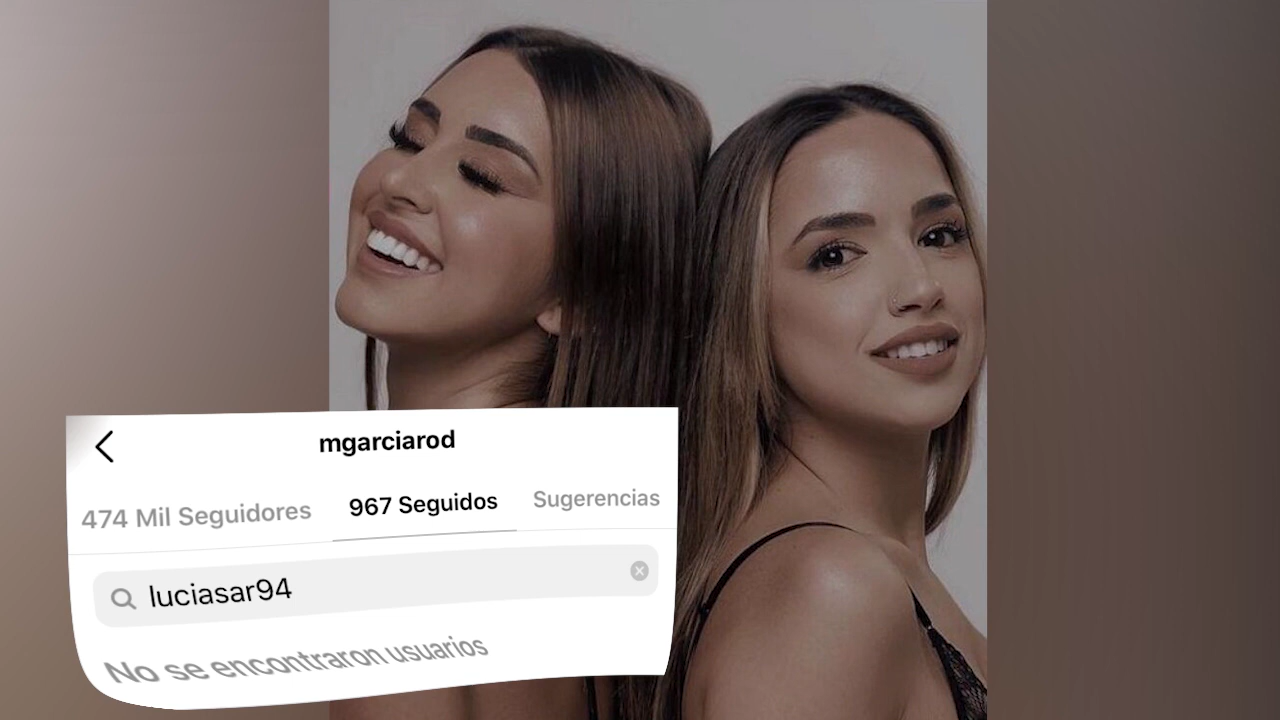 mgarciarod
474 Mil Seguidores 967 Seguidos Sugerencias
luciasar94
No se encontraron usuarios